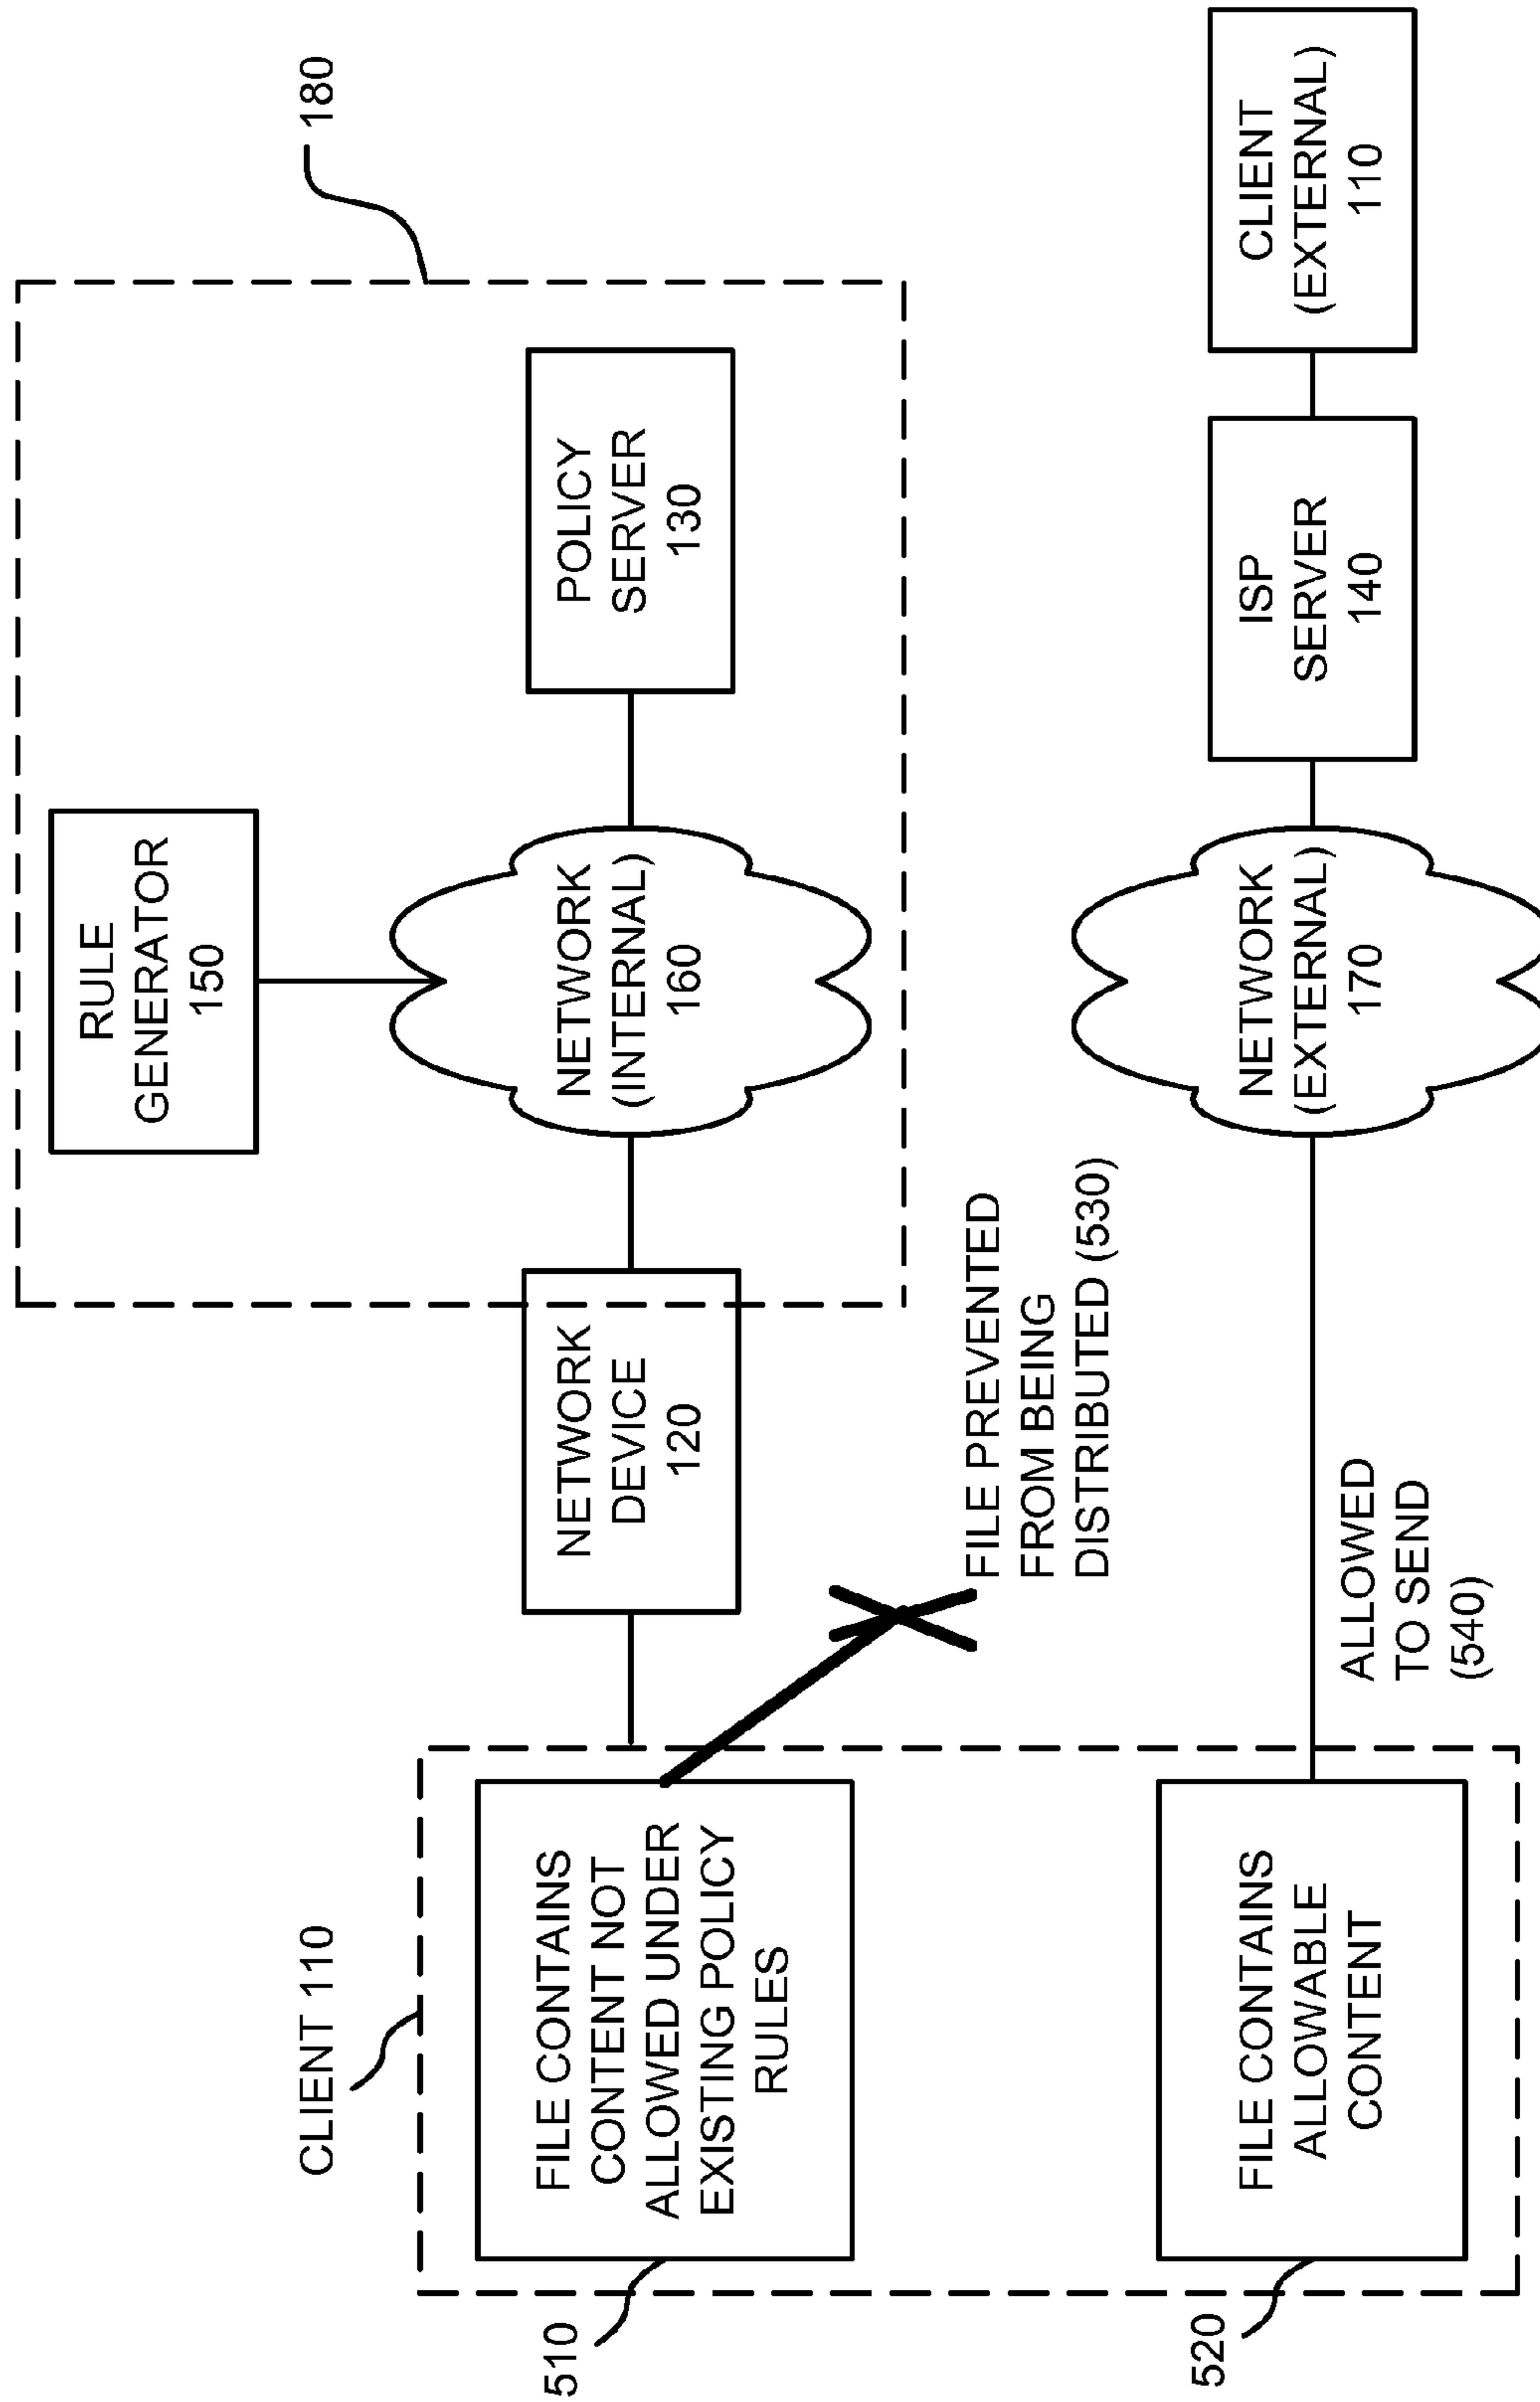 CLIENT 110
510
FILE CONTAINS
CONTENT NOT
ALLOWED UNDER
EXISTING POLICY
RULES
520
FILE CONTAINS
ALLOWABLE
CONTENT
NETWORK
DEVICE
120
FILE PREVENTED
FROM BEING
DISTRIBUTED (530)
ALLOWED
TO SEND
(540)
RULE
GENERATOR
150
NETWORK
(INTERNAL)
160
POLICY
SERVER
130
180
NETWORK
(EXTERNAL)
170
ISP
SERVER
140
CLIENT
(EXTERNAL)
110